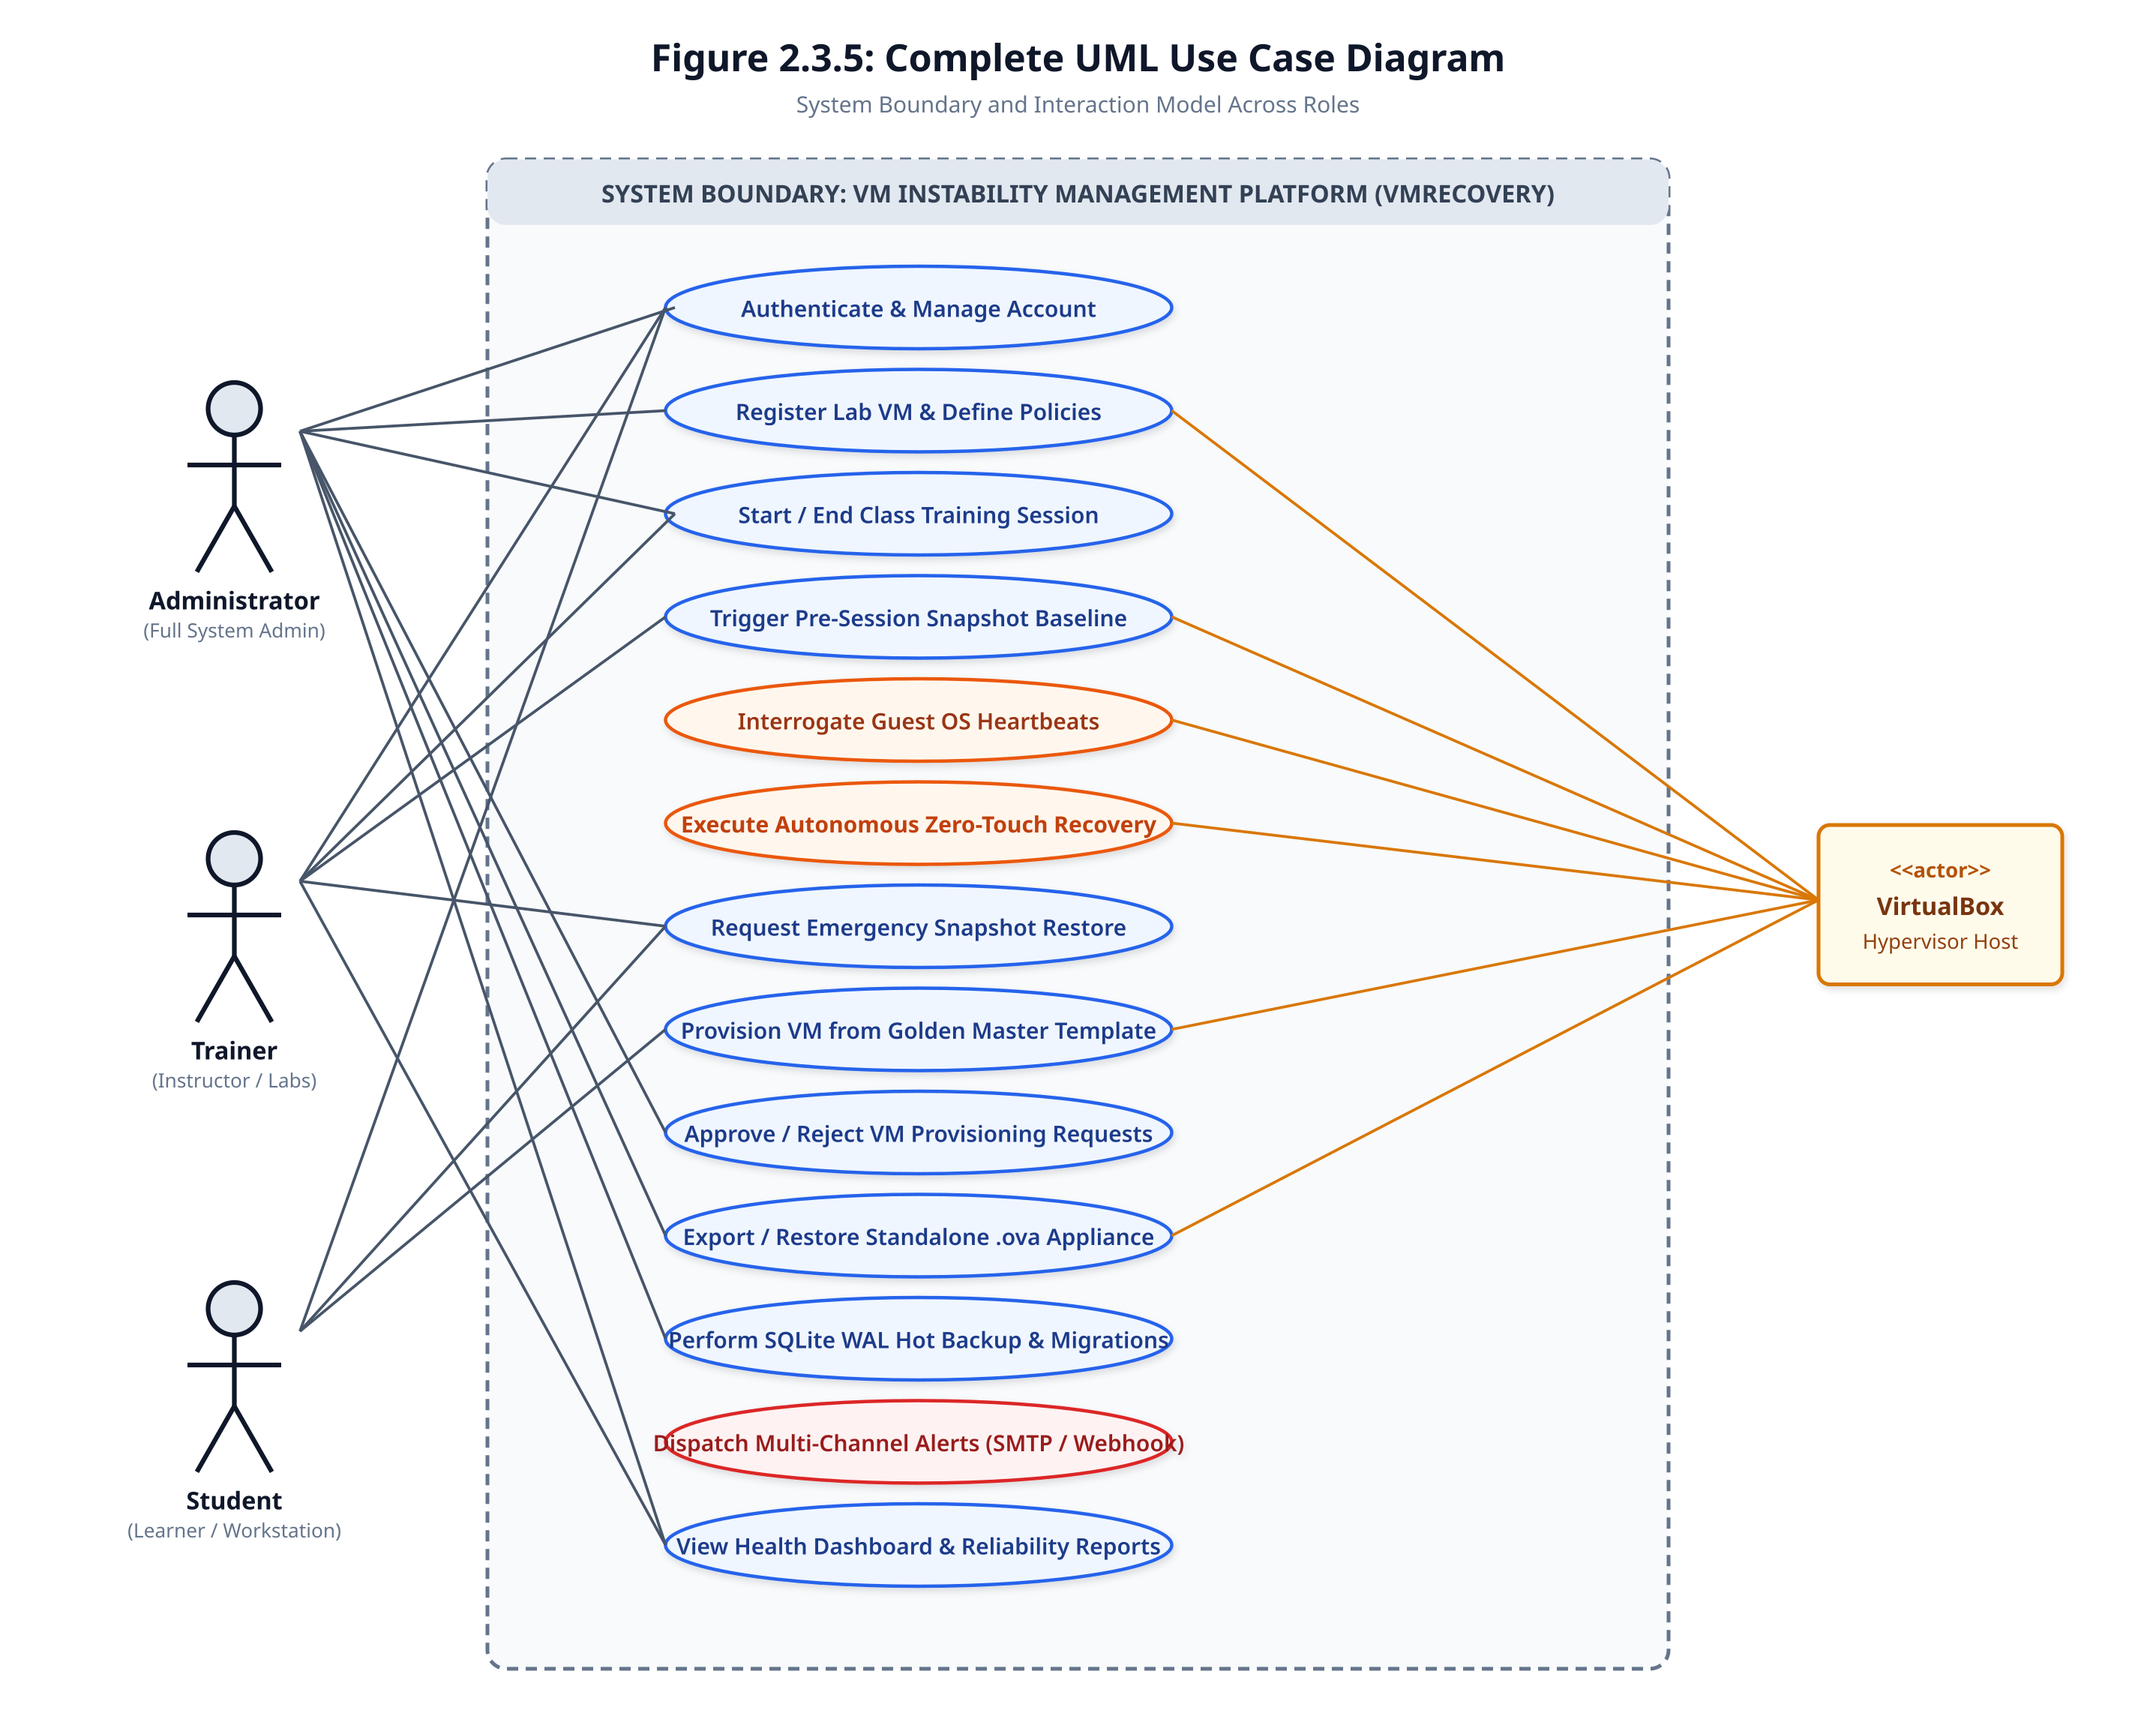 Figure 2.3.5: Complete UML Use Case Diagram
System Boundary and Interaction Model Across Roles
SYSTEM BOUNDARY: VM INSTABILITY MANAGEMENT PLATFORM (VMRECOVERY)
Authenticate & Manage Account
Register Lab VM & Define Policies
Start / End Class Training Session
Administrator
(Full System Admin)
Trigger Pre-Session Snapshot Baseline
Interrogate Guest OS Heartbeats
Execute Autonomous Zero-Touch Recovery
<<actor>>
VirtualBox
Hypervisor Host
Request Emergency Snapshot Restore
Provision VM from Golden Master Template
Trainer
(Instructor / Labs)
Approve / Reject VM Provisioning Requests
Export / Restore Standalone .ova Appliance
Perform SQLite WAL Hot Backup & Migrations
Dispatch Multi-Channel Alerts (SMTP / Webhook)
Student
(Learner / Workstation)
View Health Dashboard & Reliability Reports